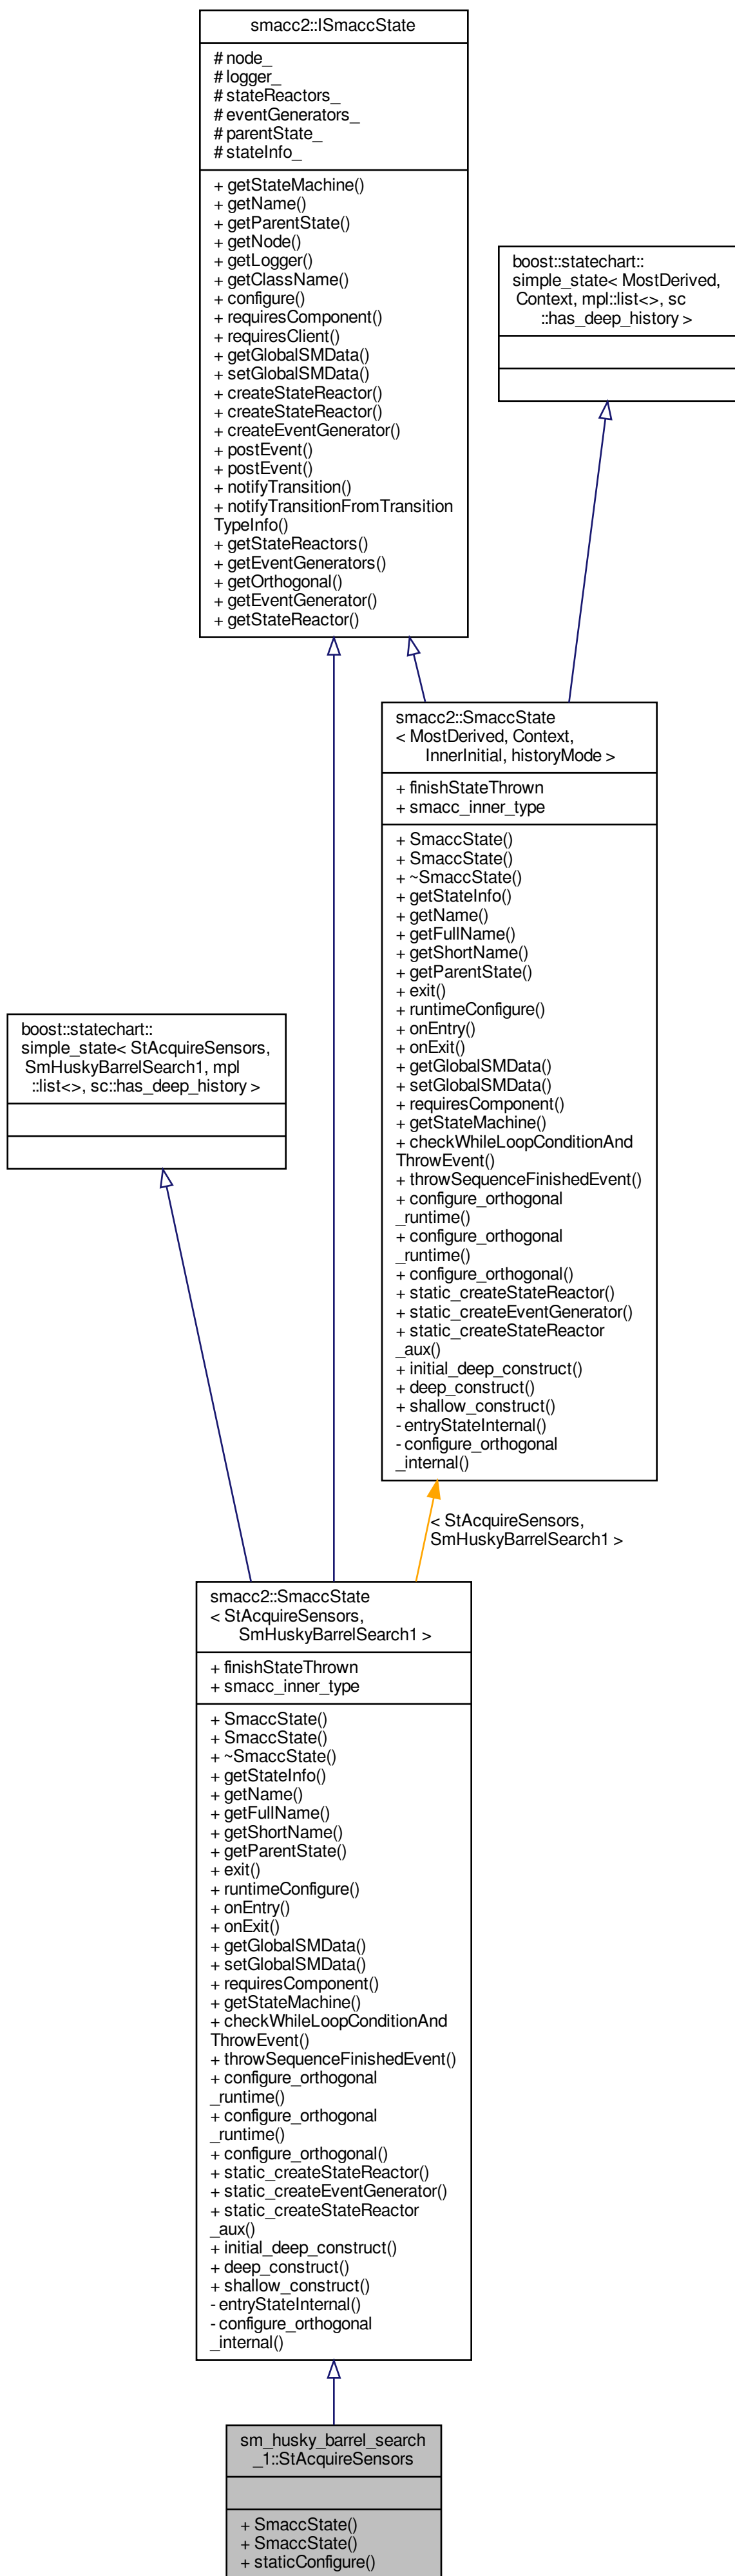 smacc2::ISmaccState
# node_
# logger_
# stateReactors_
# eventGenerators_
# parentState_
# stateInfo_
+ getStateMachine()
+ getName()
+ getParentState()
+ getNode()
+ getLogger()
+ getClassName()
+ configure()
+ requiresComponent()
+ requiresClient()
+ getGlobalSMData()
+ setGlobalSMData()
+ createStateReactor()
+ createStateReactor()
+ createEventGenerator()
+ postEvent()
+ postEvent()
+ notifyTransition()
+ notifyTransitionFromTransition
TypeInfo()
+ getStateReactors()
+ getEventGenerators()
+ getOrthogonal()
+ getEventGenerator()
+ getStateReactor()
boost::statechart::
simple_state< MostDerived,
Context, mpl::list<>, sc
::has_deep_history >
smacc2::SmaccState
< MostDerived, Context,
InnerInitial, historyMode >
+ finishStateThrown
+ smacc_inner_type
+ SmaccState()
+ SmaccState()
+ ~SmaccState()
+ getStateInfo()
+ getName()
+ getFullName()
+ getShortName()
+ getParentState()
+ exit()
+ runtimeConfigure()
+ onEntry()
+ onExit()
+ getGlobalSMData()
+ setGlobalSMData()
+ requiresComponent()
+ getStateMachine()
+ checkWhileLoopConditionAnd
ThrowEvent()
+ throwSequenceFinishedEvent()
+ configure_orthogonal
_runtime()
+ configure_orthogonal
_runtime()
+ configure_orthogonal()
+ static_createStateReactor()
+ static_createEventGenerator()
+ static_createStateReactor
_aux()
+ initial_deep_construct()
+ deep_construct()
+ shallow_construct()
- entryStateInternal()
- configure_orthogonal
_internal()
boost::statechart::
simple_state< StAcquireSensors,
SmHuskyBarrelSearch1, mpl
::list<>, sc::has_deep_history >
< StAcquireSensors,
SmHuskyBarrelSearch1 >
smacc2::SmaccState
< StAcquireSensors,
SmHuskyBarrelSearch1 >
+ finishStateThrown
+ smacc_inner_type
+ SmaccState()
+ SmaccState()
+ ~SmaccState()
+ getStateInfo()
+ getName()
+ getFullName()
+ getShortName()
+ getParentState()
+ exit()
+ runtimeConfigure()
+ onEntry()
+ onExit()
+ getGlobalSMData()
+ setGlobalSMData()
+ requiresComponent()
+ getStateMachine()
+ checkWhileLoopConditionAnd
ThrowEvent()
+ throwSequenceFinishedEvent()
+ configure_orthogonal
_runtime()
+ configure_orthogonal
_runtime()
+ configure_orthogonal()
+ static_createStateReactor()
+ static_createEventGenerator()
+ static_createStateReactor
_aux()
+ initial_deep_construct()
+ deep_construct()
+ shallow_construct()
- entryStateInternal()
- configure_orthogonal
_internal()
sm_husky_barrel_search
_1::StAcquireSensors
+ SmaccState()
+ SmaccState()
+ staticConfigure()